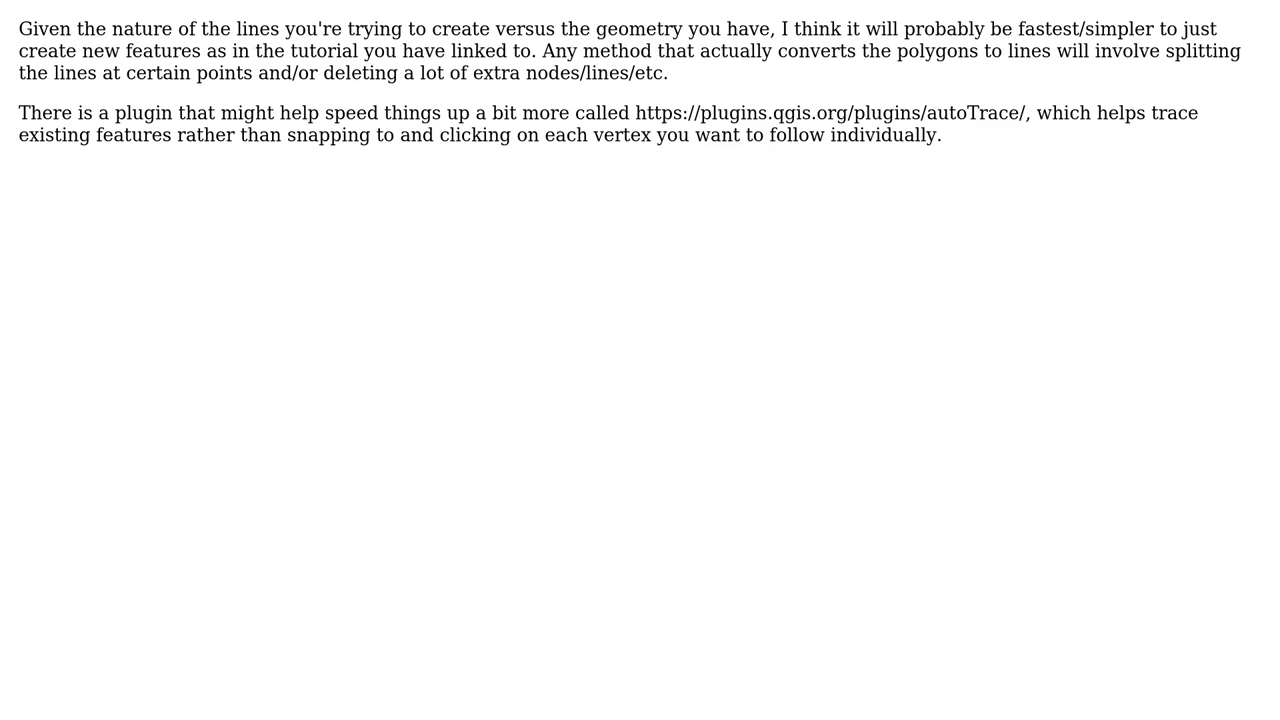 Given the nature of the lines you're trying to create versus the geometry you have, I think it will probably be fastest/simpler to just
create new features as in the tutorial you have linked to. Any method that actually converts the polygons to lines will involve splitting
the lines at certain points and/or deleting a lot of extra nodes/lines/etc.
There is a plugin that might help speed things up a bit more called https://plugins.qgis.org/plugins/autoTrace/, which helps trace
existing features rather than snapping to and clicking on each vertex you want to follow individually.